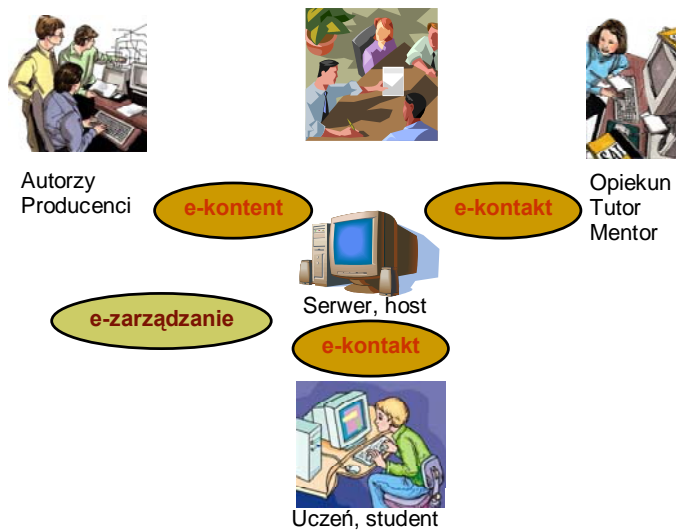 Autorzy
Producenci
e-kontent
e-kontakt
Opiekun
Tutor
Mentor
Serwer, host
e-zarządzanie
e-kontakt
Uczeń, student